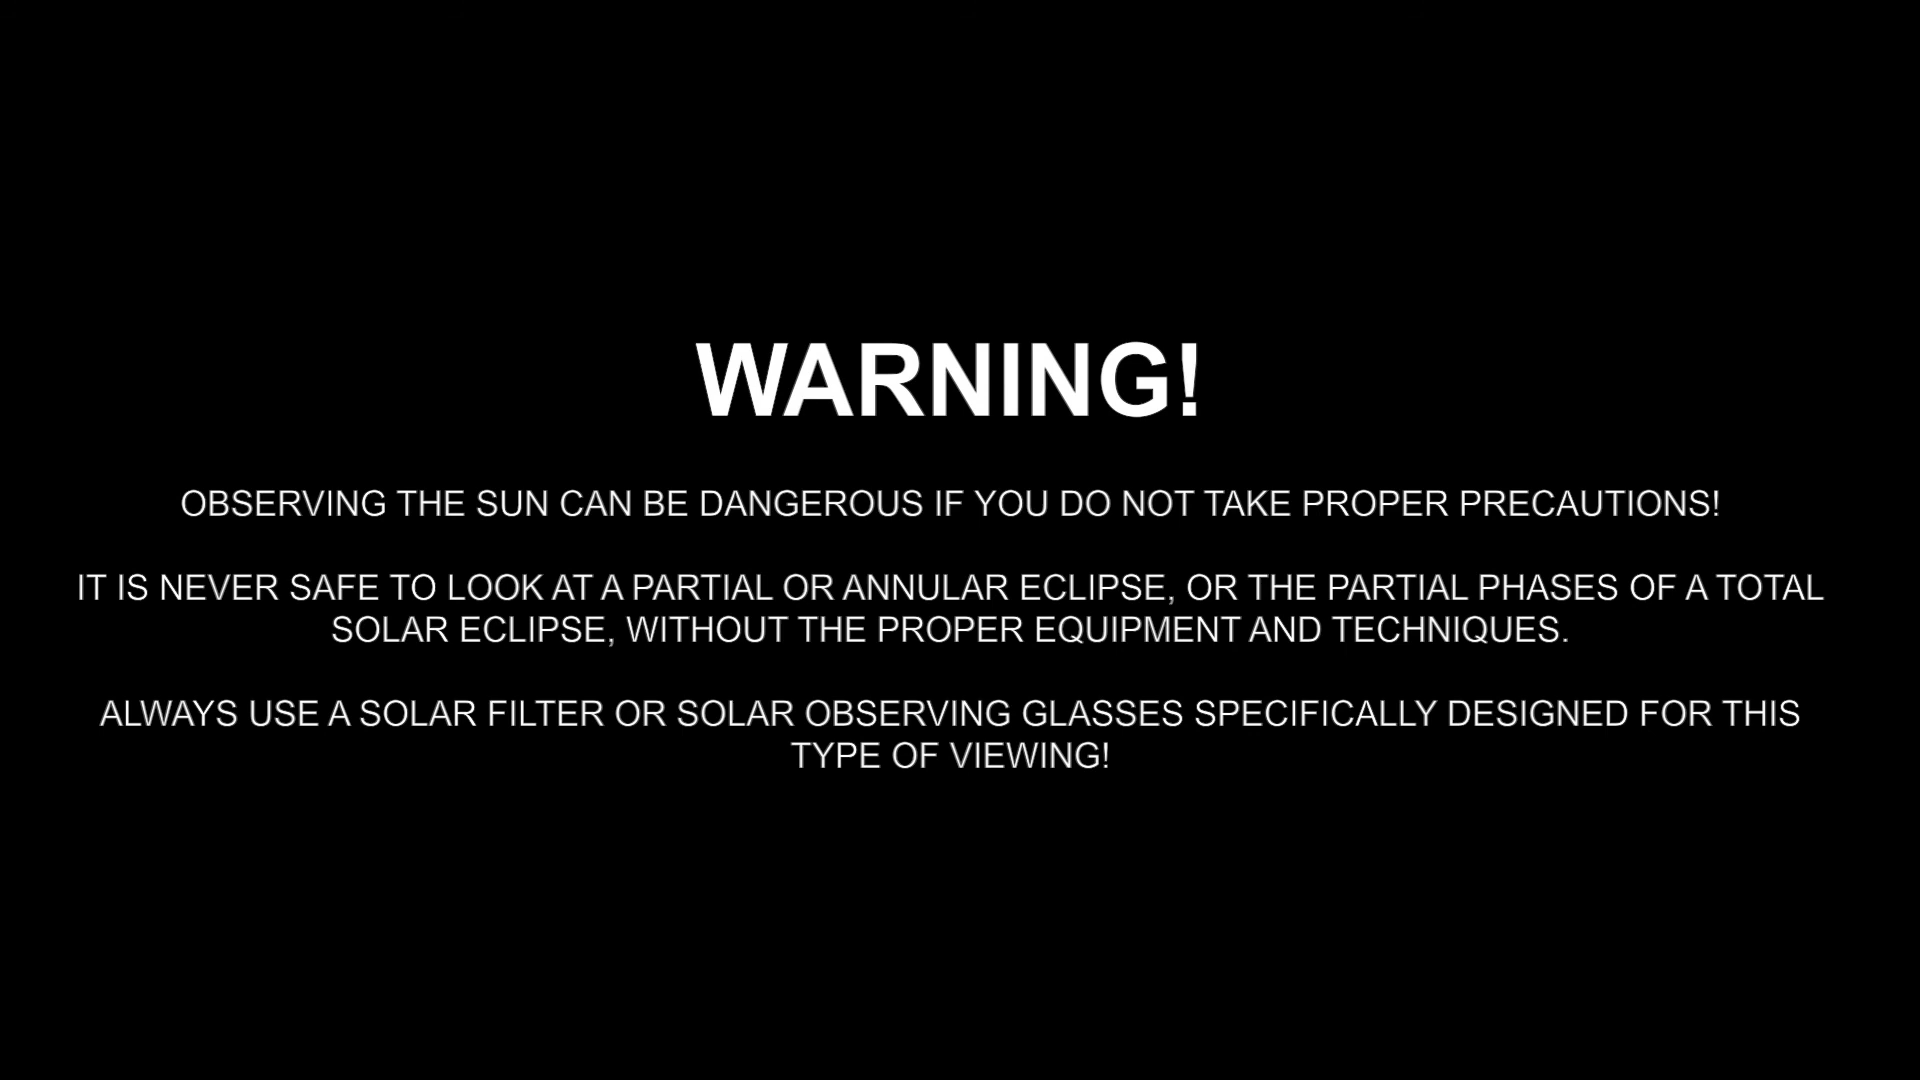 WARNING!
OBSERVING THE SUN CAN BE DANGEROUS IF YOU DO NOT TAKE PROPER PRECAUTIONS!
IT IS NEVER SAFE TO LOOK AT A PARTIAL OR ANNULAR ECLIPSE, OR THE PARTIAL PHASES OF A TOTAL
SOLAR ECLIPSE, WITHOUT THE PROPER EQUIPMENT AND TECHNIQUES.
ALWAYS USE A SOLAR FILTER OR SOLAR OBSERVING GLASSES SPECIFICALLY DESIGNED FOR THIS
TYPE OF VIEWING!